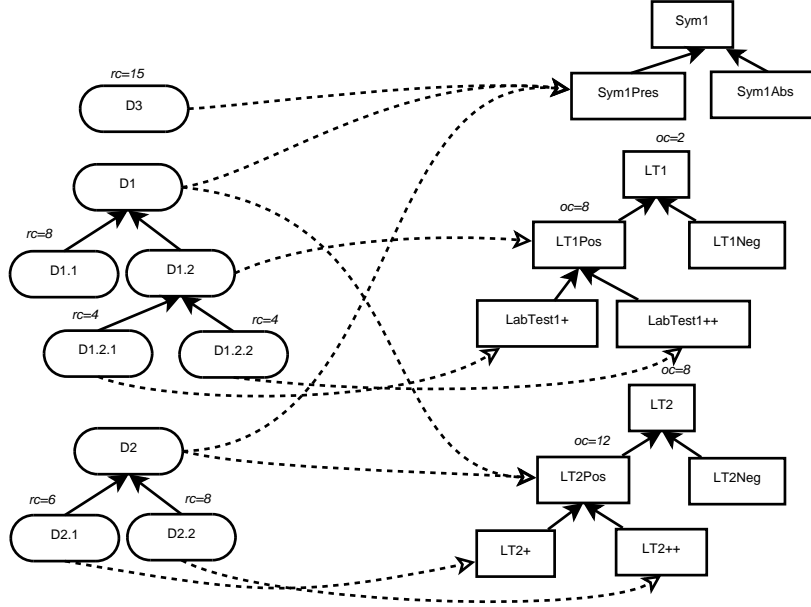 Sym1
rc=15
D3
Sym1Pres
Sym1Abs
oc=2
LT1
D1
oc=8
rc=8
LT1Pos
LT1Neg
D1.1
D1.2
rc=4
rc=4
LabTest1+
LabTest1++
D1.2.1
D1.2.2
oc=8
LT2
D2
oc=12
LT2Pos
LT2Neg
rc=6
rc=8
D2.1
D2.2
LT2+
LT2++